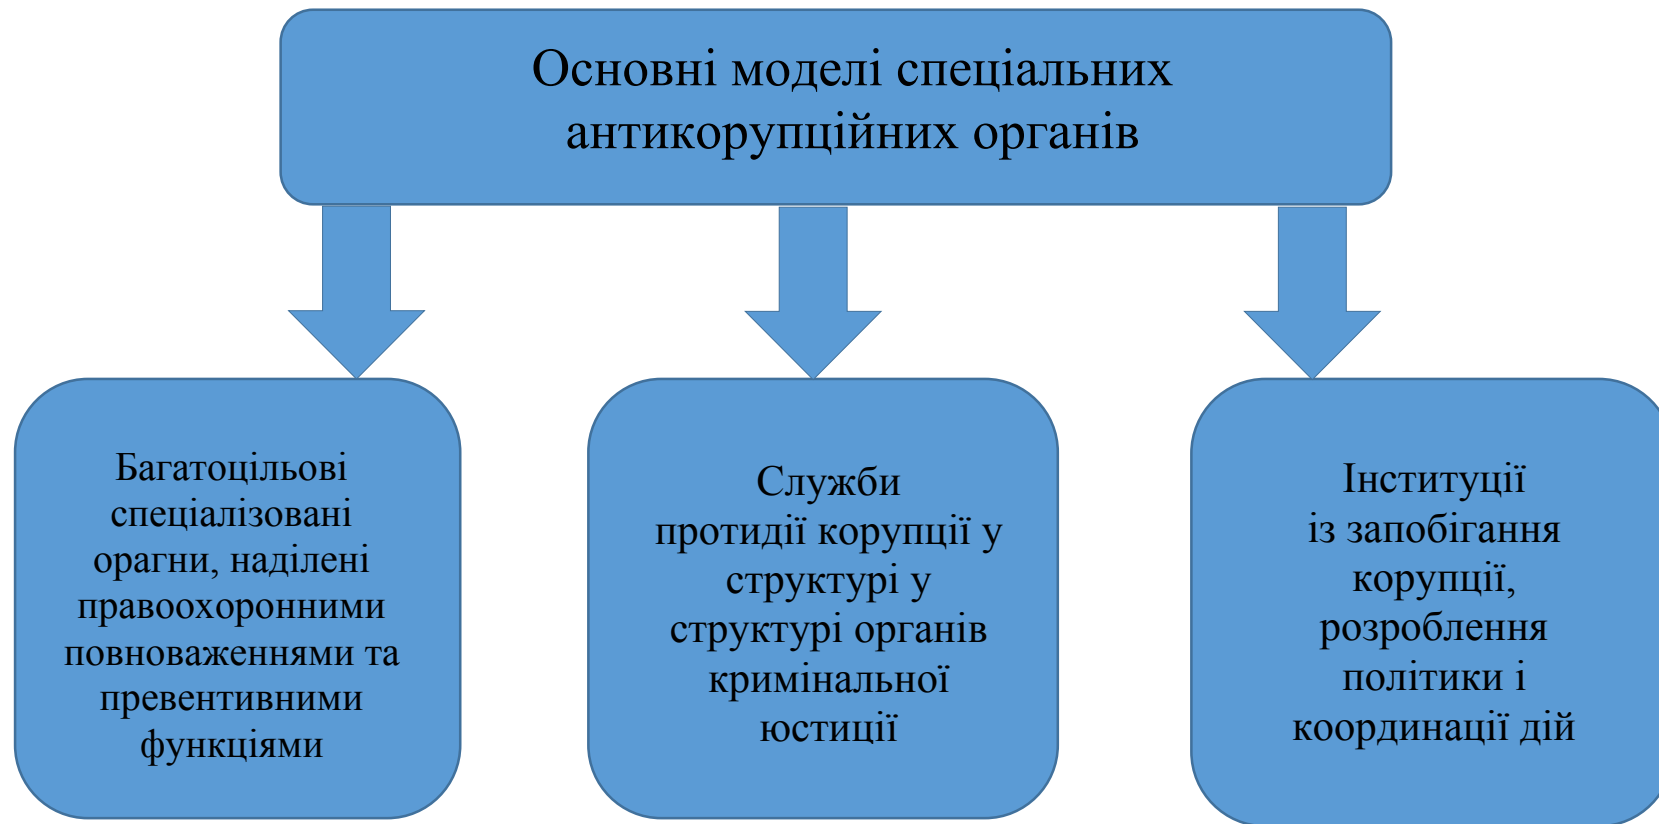 Основні моделі спеціальних
антикорупційних органів
Багатоцільові
спеціалізовані
орагни, наділені
правоохоронними
повноваженнями та
превентивними
функціями
Служби
протидії корупції у
структурі у
структурі органів
кримінальної
юстиції
Інституції
із запобігання
корупції,
розроблення
політики і
координації дій